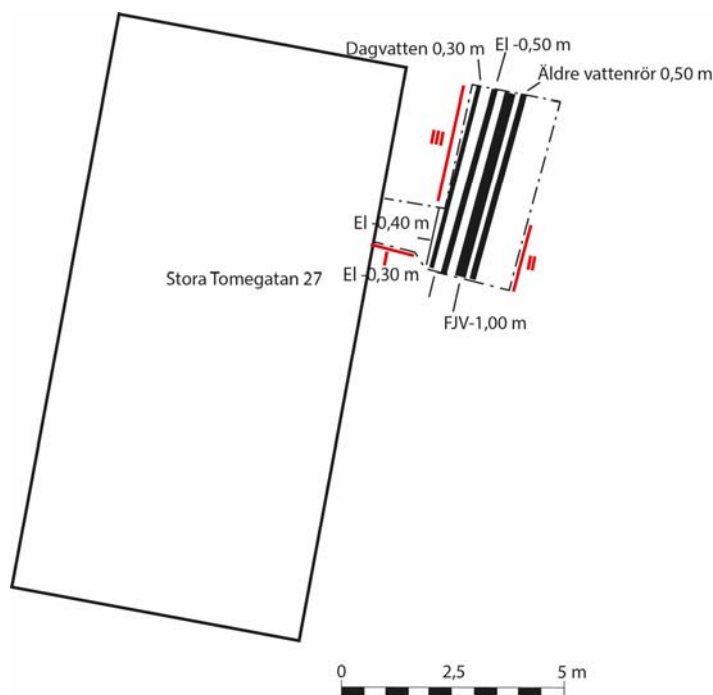 Dagvatten 0,30 m
El -0,50 m
Äldre vattenrör 0,50 m
III
El -0,40 m
II
I
El -0,30 m
Stora Tomegatan 27
FJV-1,00 m
0
2,5
5 m